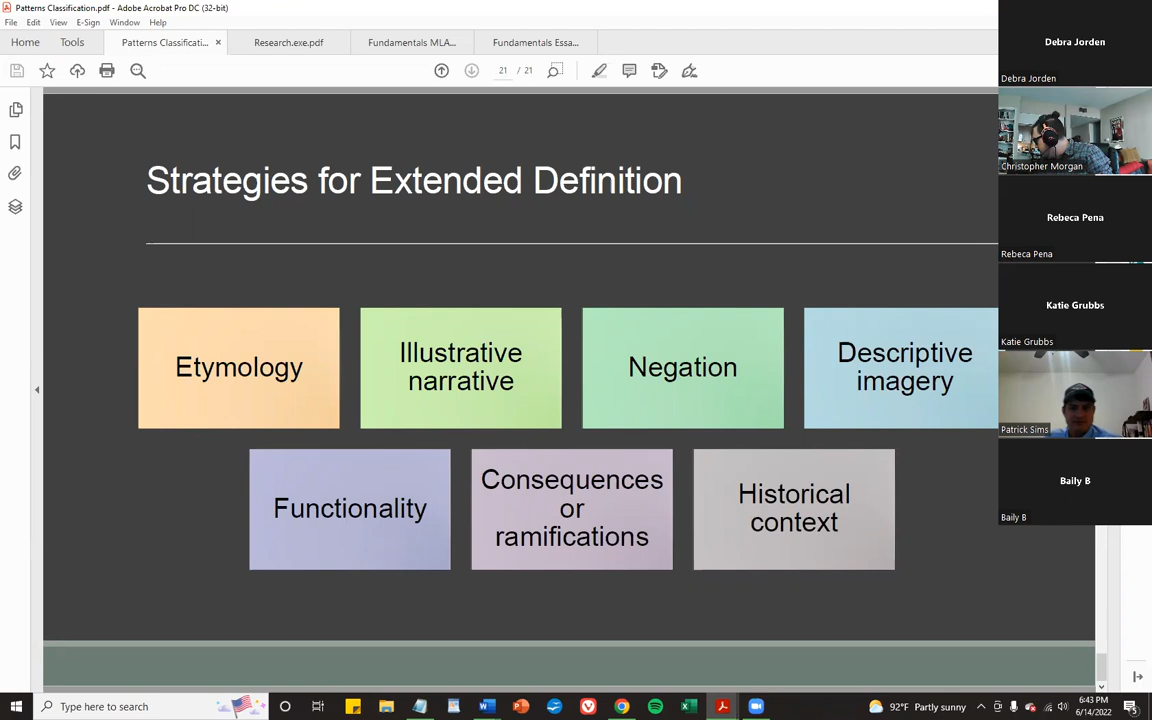 Patterns Classification.pdf - Adobe Acrobat Pro DC (32-bit)
File Edit View E-Sign Window Help
Home Tools Patterns Classificati... × Research.exe.pdf Fundamentals MLA... Fundamentals Essa...
21 / 21
Strategies for Extended Definition
Etymology
Illustrative
narrative
Negation
Descriptive
imagery
Functionality
Consequences
or
ramifications
Historical
context
Debra Jorden
Debra Jorden
Christopher Morgan
Rebeca Pena
Rebeca Pena
Katie Grubbs
Katie Grubbs
Patrick Sims
Baily B
Baily B
Type here to search
92°F Partly sunny
6:43 PM
6/14/2022
5